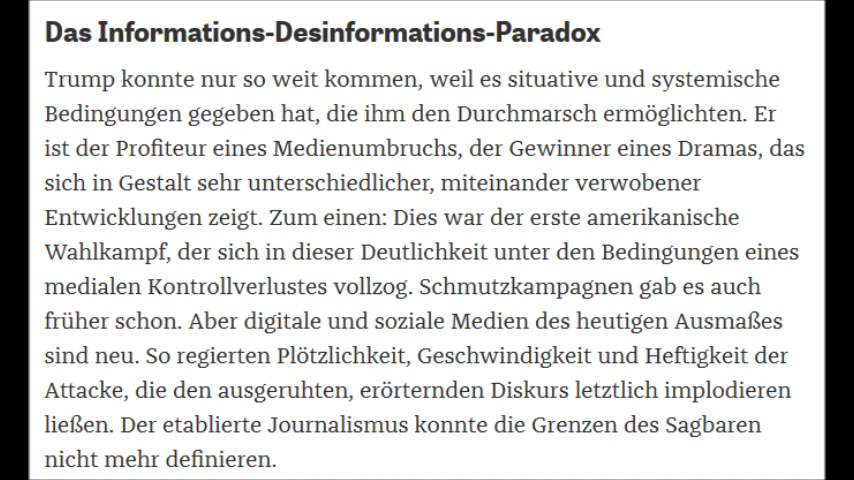 Das Informations-Desinformations-Paradox
Trump konnte nur so weit kommen, weil es situative und systemische
Bedingungen gegeben hat, die ihm den Durchmarsch ermöglichten. Er
ist der Profiteur eines Medienumbruchs, der Gewinner eines Dramas, das
sich in Gestalt sehr unterschiedlicher, miteinander verwobener
Entwicklungen zeigt. Zum einen: Dies war der erste amerikanische
Wahlkampf, der sich in dieser Deutlichkeit unter den Bedingungen eines
medialen Kontrollverlustes vollzog. Schmutzkampagnen gab es auch
früher schon. Aber digitale und soziale Medien des heutigen Ausmaßes
sind neu. So regierten Plötzlichkeit, Geschwindigkeit und Heftigkeit der
Attacke, die den ausgeruhten, erörternden Diskurs letztlich implodieren
ließen. Der etablierte Journalismus konnte die Grenzen des Sagbaren
nicht mehr definieren.